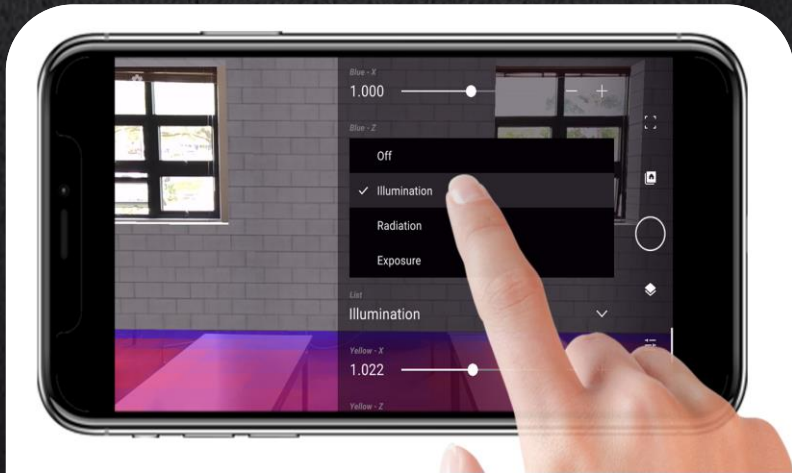 Blue - X
1.000
Blue - Z
Off
Illumination
Radiation
Exposure
List
Illumination
Yellow - X
1.022
Yellow - Z